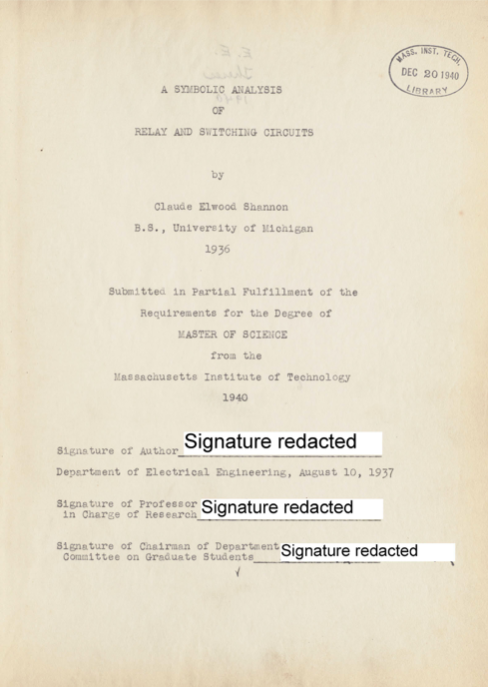 MASS. INST. TECH.
DEC 20 1940
LIBRARY
A SYMBOLIC ANALYSIS
OF
RELAY AND SWITCHING CIRCUITS
by
Claude Elwood Shannon
B.S., University of Michigan
1936
Submitted in Partial Fulfillment of the
Requirements for the Degree of
MASTER OF SCIENCE
from the
Massachusetts Institute of Technology
1940
Signature of Author Signature redacted
Department of Electrical Engineering, August 10, 1937
Signature of Professor
in Charge of Research Signature redacted
Signature of Chairman of Department Signature redacted
Committee on Graduate Students